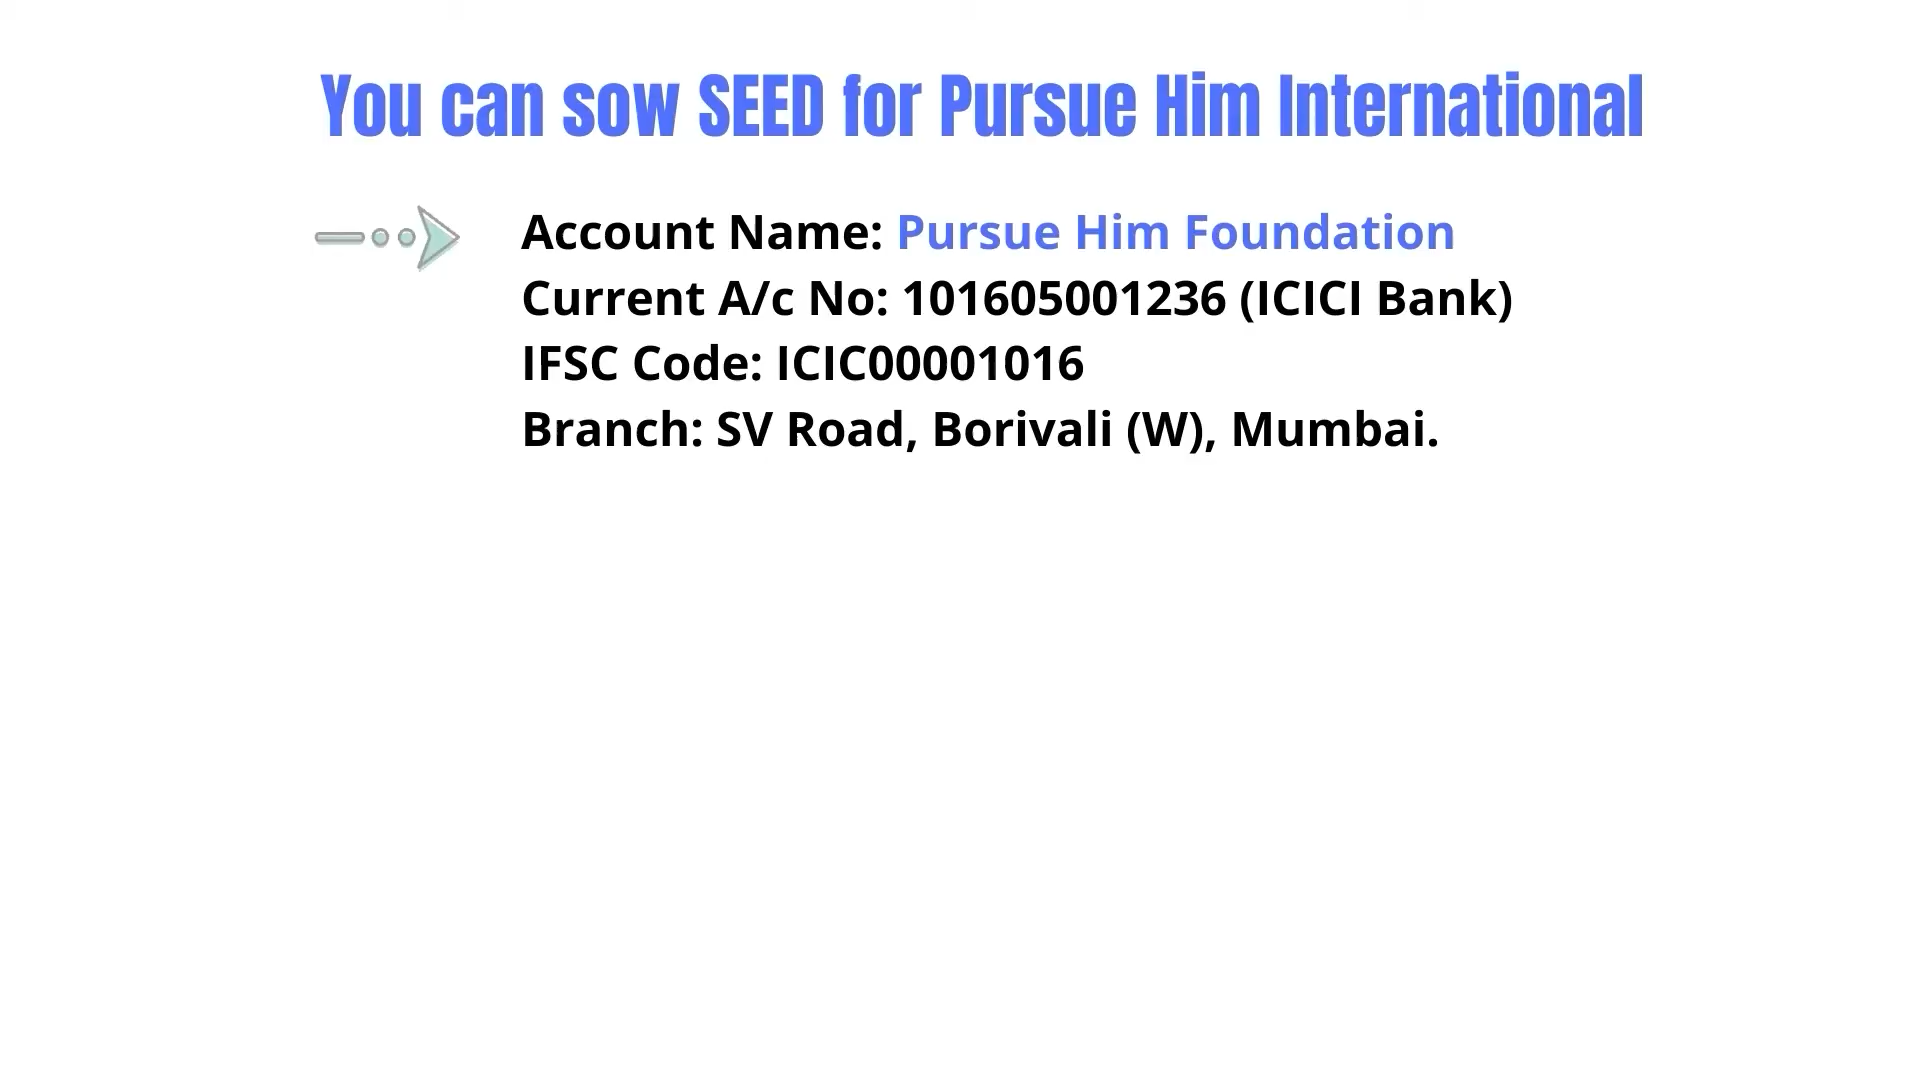 You can sow SEED for Pursue Him International
Account Name: Pursue Him Foundation
Current A/c No: 101605001236 (ICICI Bank)
IFSC Code: ICIC00001016
Branch: SV Road, Borivali (W), Mumbai.